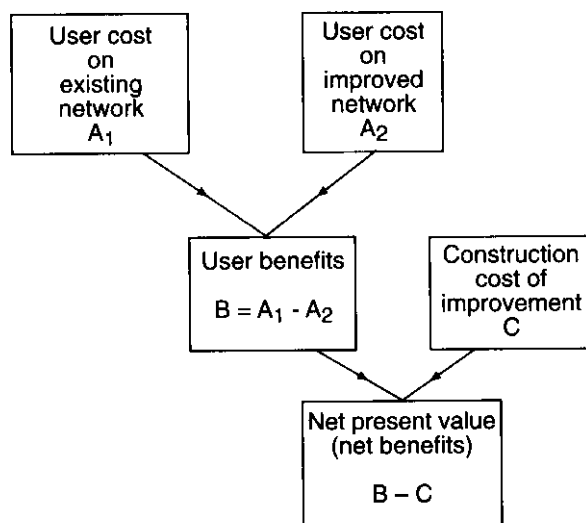 User cost
on
existing
network
A₁
User cost
on
improved
network
A₂
User benefits
B = A₁ - A₂
Construction
cost of
improvement
C
Net present value
(net benefits)
B – C